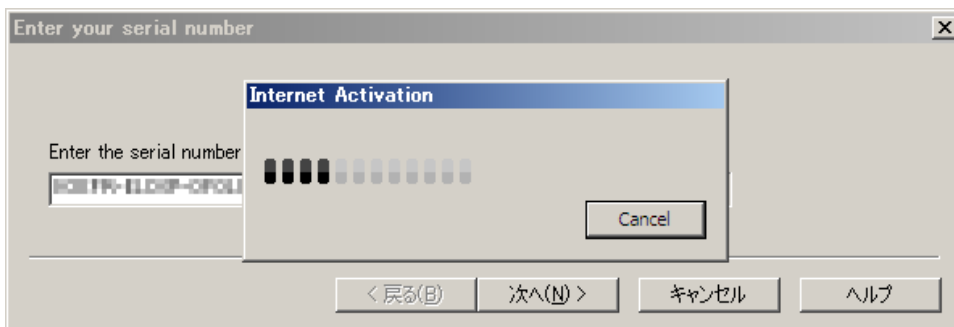 Enter your serial number
Internet Activation
Enter the serial number
Cancel
< 戻る(B)
次へ(N) >
キャンセル
ヘルプ